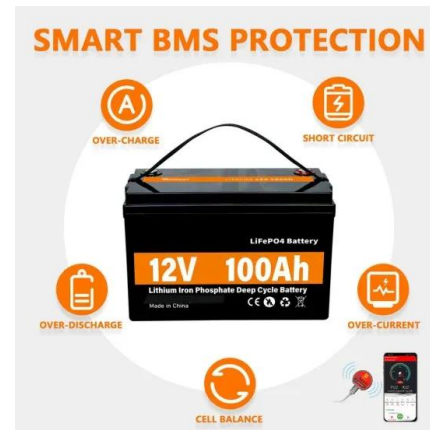 SMART BMS PROTECTION
OVER-CHARGE
SHORT CIRCUIT
LiFePO4 Battery
12V 100Ah
Lithium Iron Phosphate Deep Cycle Battery
Made in China
OVER-DISCHARGE
OVER-CURRENT
CELL BALANCE